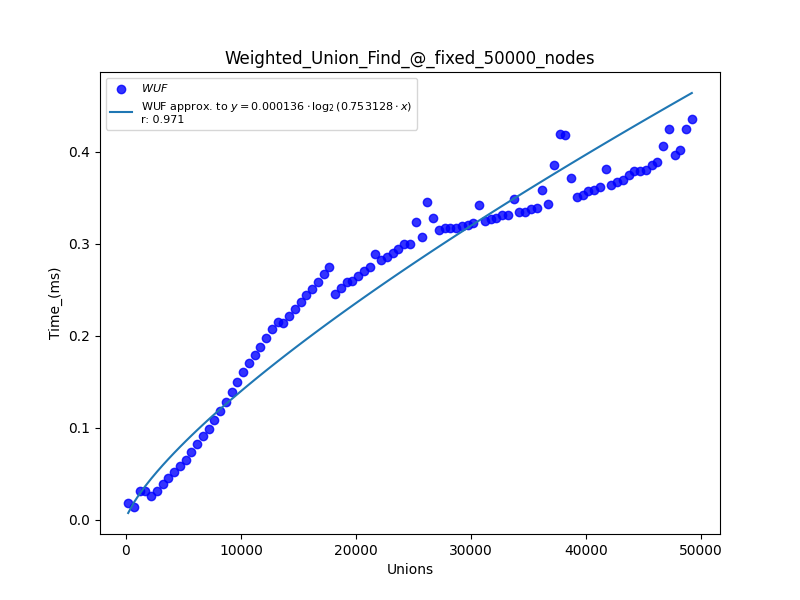 Weighted_Union_Find_@_fixed_50000_nodes
WUF
WUF approx. to y = 0.000136 · log₂ (0.753128 · x)
r: 0.971
0.4
0.3
0.2
0.1
0.0
Time_(ms)
0 10000 20000 30000 40000 50000
Unions